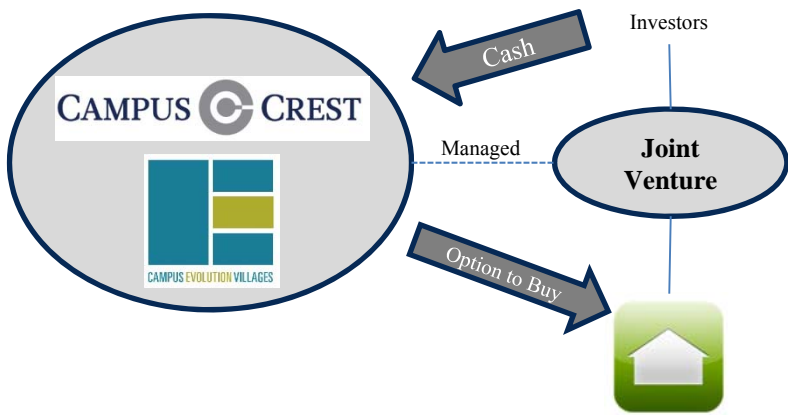 Investors
Cash
CAMPUS CREST
Managed
Joint
Venture
CAMPUS EVOLUTION VILLAGES
Option to Buy